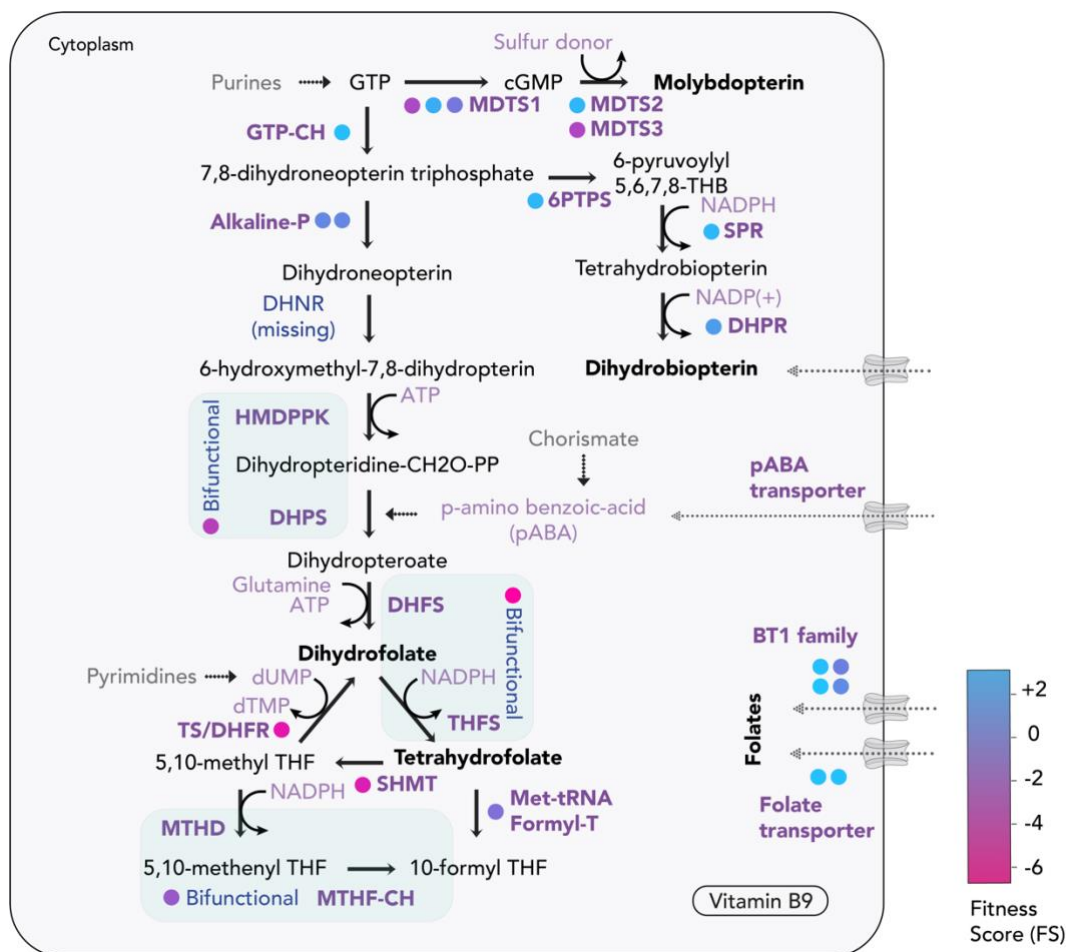 Cytoplasm
Sulfur donor
Purines
GTP
cGMP
Molybdopterin
MDTS1
MDTS2
MDTS3
GTP-CH
7,8-dihydroneopterin triphosphate
6-pyruvoylyl
5,6,7,8-THB
6PTPS
NADPH
SPR
Alkaline-P
Dihydroneopterin
Tetrahydrobiopterin
DHNR
(missing)
NADP(+)
DHPR
6-hydroxymethyl-7,8-dihydropterin
Dihydrobiopterin
ATP
HMDPPK
Bifunctional
Chorismate
Dihydropteridine-CH2O-PP
pABA
transporter
DHPS
p-amino benzoic-acid
(pABA)
Dihydropteroate
Glutamine
ATP
DHFS
Bifunctional
BT1 family
Dihydrofolate
Pyrimidines
dUMP
NADPH
dTMP
TS/DHFR
THFS
Folates
5,10-methyl THF
Tetrahydrofolate
SHMT
NADPH
Met-tRNA
Formyl-T
Folate
transporter
MTHD
5,10-methenyl THF
10-formyl THF
Bifunctional
MTHF-CH
Vitamin B9
+2
0
-2
-4
-6
Fitness
Score (FS)